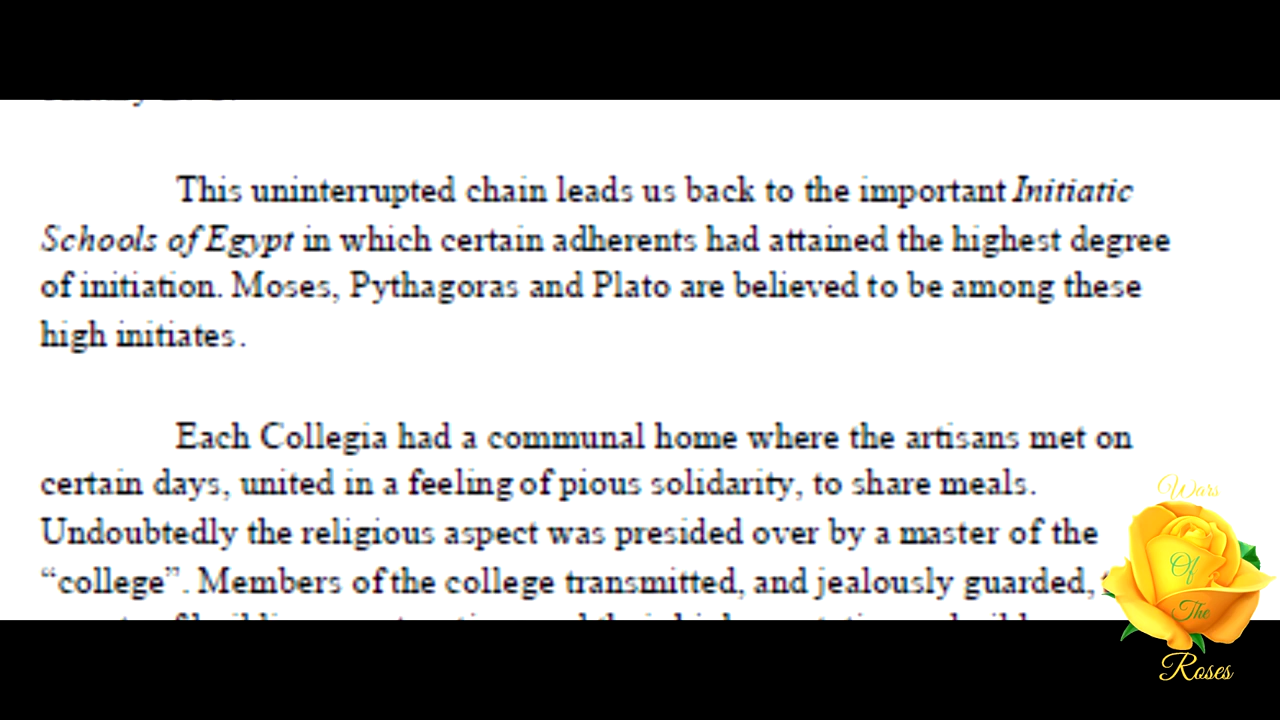 This uninterrupted chain leads us back to the important Initiatic
Schools of Egypt in which certain adherents had attained the highest degree
of initiation. Moses, Pythagoras and Plato are believed to be among these
high initiates.
Each Collegia had a communal home where the artisans met on
certain days, united in a feeling of pious solidarity, to share meals.
Undoubtedly the religious aspect was presided over by a master of the
“college”. Members of the college transmitted, and jealously guarded,
Wars
Of
The
Roses